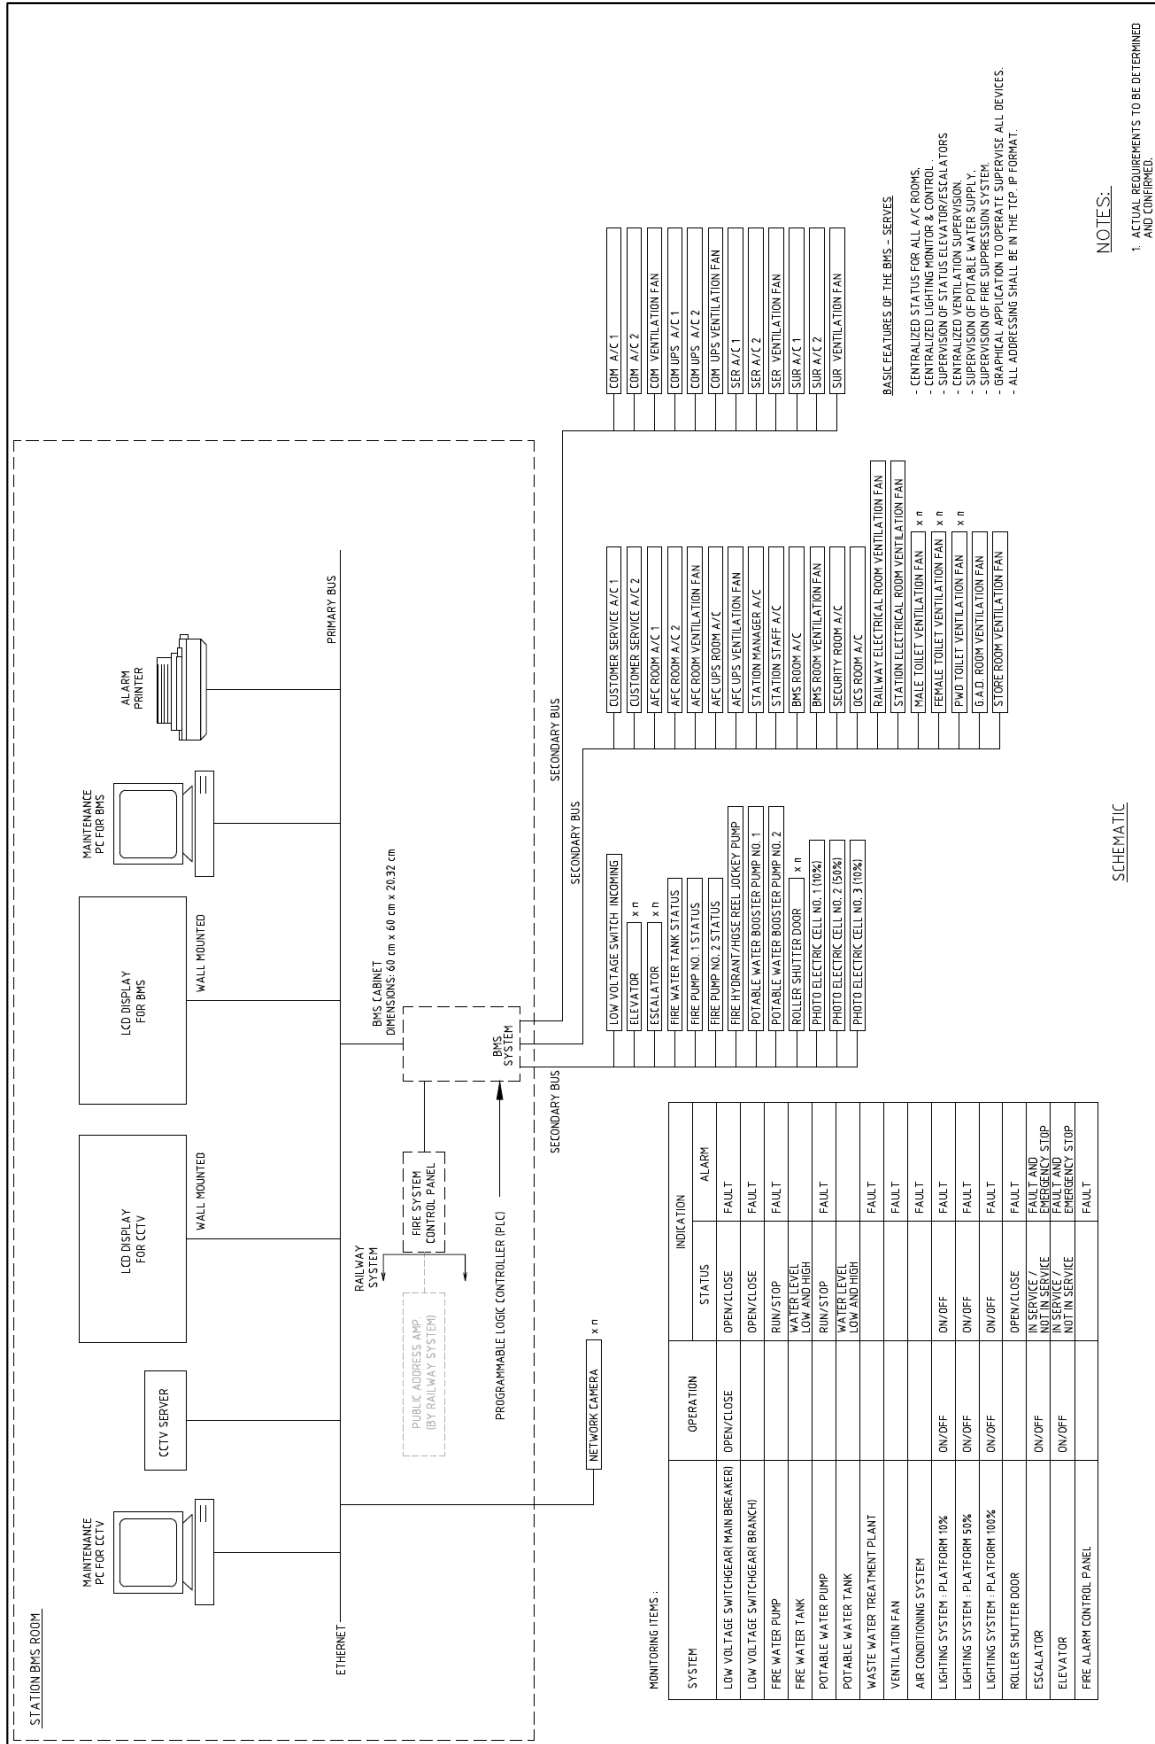 STATION BMS ROOM
MAINTENANCE
PC FOR CCTV
CCTV SERVER
LCD DISPLAY
FOR CCTV
WALL MOUNTED
LCD DISPLAY
FOR BMS
WALL MOUNTED
MAINTENANCE
PC FOR BMS
ALARM
PRINTER
ETHERNET
PRIMARY BUS
PUBLIC ADDRESS AMP
(BY RAILWAY SYSTEM)
RAILWAY
SYSTEM
FIRE SYSTEM
CONTROL PANEL
BMS CABINET
DIMENSIONS: 60 cm x 60 cm x 20.32 cm
BMS
SYSTEM
PROGRAMMABLE LOGIC CONTROLLER (PLC)
NETWORK CAMERA
x n
SECONDARY BUS
SECONDARY BUS
SECONDARY BUS
LOW VOLTAGE SWITCH INCOMING
ELEVATOR
x n
ESCALATOR
x n
FIRE WATER TANK STATUS
FIRE PUMP NO. 1 STATUS
FIRE PUMP NO. 2 STATUS
FIRE HYDRANT/HOSE REEL JOCKEY PUMP
POTABLE WATER BOOSTER PUMP NO. 1
POTABLE WATER BOOSTER PUMP NO. 2
ROLLER SHUTTER DOOR
x n
PHOTO ELECTRIC CELL NO. 1 (10%)
PHOTO ELECTRIC CELL NO. 2 (50%)
PHOTO ELECTRIC CELL NO. 3 (10%)
CUSTOMER SERVICE A/C 1
CUSTOMER SERVICE A/C 2
AFC ROOM A/C 1
AFC ROOM A/C 2
AFC ROOM VENTILATION FAN
AFC UPS ROOM A/C
AFC UPS VENTILATION FAN
STATION MANAGER A/C
STATION STAFF A/C
BMS ROOM A/C
BMS ROOM VENTILATION FAN
SECURITY ROOM A/C
OCS ROOM A/C
RAILWAY ELECTRICAL ROOM VENTILATION FAN
STATION ELECTRICAL ROOM VENTILATION FAN
MALE TOILET VENTILATION FAN
x n
FEMALE TOILET VENTILATION FAN
x n
PWD TOILET VENTILATION FAN
x n
G.A.D. ROOM VENTILATION FAN
STORE ROOM VENTILATION FAN
COM A/C 1
COM A/C 2
COM VENTILATION FAN
COM UPS A/C 1
COM UPS A/C 2
COM UPS VENTILATION FAN
SER A/C 1
SER A/C 2
SER VENTILATION FAN
SUR A/C 1
SUR A/C 2
SUR VENTILATION FAN
MONITORING ITEMS :
SYSTEM OPERATION INDICATION
STATUS ALARM
LOW VOLTAGE SWITCHGEAR( MAIN BREAKER) OPEN/CLOSE OPEN/CLOSE FAULT
LOW VOLTAGE SWITCHGEAR( BRANCH) OPEN/CLOSE FAULT
FIRE WATER PUMP RUN/STOP FAULT
FIRE WATER TANK WATER LEVEL
LOW AND HIGH
POTABLE WATER PUMP RUN/STOP FAULT
POTABLE WATER TANK WATER LEVEL
LOW AND HIGH
WASTE WATER TREATMENT PLANT FAULT
VENTILATION FAN FAULT
AIR CONDITIONING SYSTEM FAULT
LIGHTING SYSTEM : PLATFORM 10% ON/OFF ON/OFF FAULT
LIGHTING SYSTEM : PLATFORM 50% ON/OFF ON/OFF FAULT
LIGHTING SYSTEM : PLATFORM 100% ON/OFF ON/OFF FAULT
ROLLER SHUTTER DOOR OPEN/CLOSE FAULT
ESCALATOR ON/OFF IN SERVICE / FAULT AND
NOT IN SERVICE EMERGENCY STOP
ELEVATOR ON/OFF IN SERVICE / FAULT AND
NOT IN SERVICE EMERGENCY STOP
FIRE ALARM CONTROL PANEL FAULT
BASIC FEATURES OF THE BMS - SERVES
- CENTRALIZED STATUS FOR ALL A/C ROOMS.
- CENTRALIZED LIGHTING MONITOR & CONTROL.
- SUPERVISION OF STATUS ELEVATOR/ESCALATORS
- CENTRALIZED VENTILATION SUPERVISION.
- SUPERVISION OF POTABLE WATER SUPPLY.
- SUPERVISION OF FIRE SUPPRESSION SYSTEM.
- GRAPHICAL APPLICATION TO OPERATE SUPERVISE ALL DEVICES.
- ALL ADDRESSING SHALL BE IN THE TCP. IP FORMAT.
SCHEMATIC
NOTES:
1. ACTUAL REQUIREMENTS TO BE DETERMINED
AND CONFIRMED.